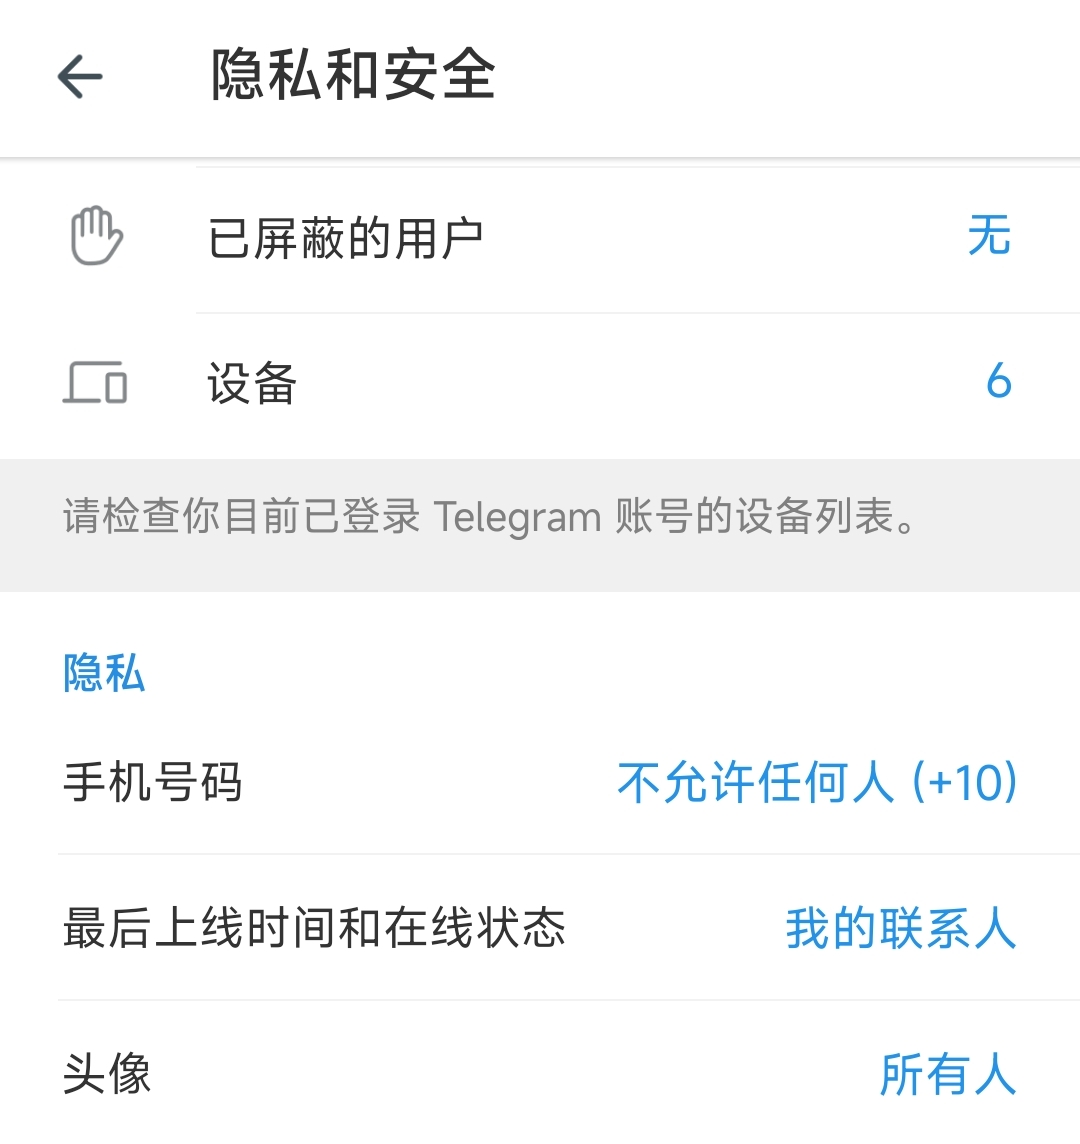 隐私和安全
已屏蔽的用户 无
设备 6
请检查你目前已登录 Telegram 账号的设备列表。
隐私
手机号码 不允许任何人 (+10)
最后上线时间和在线状态 我的联系人
头像 所有人